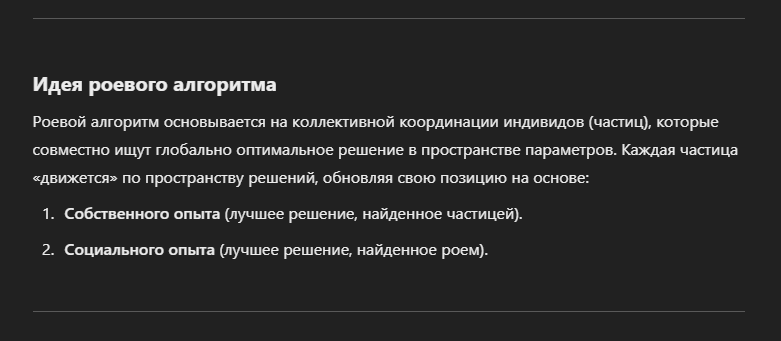 Идея роевого алгоритма
Роевой алгоритм основывается на коллективной координации индивидов (частиц), которые
совместно ищут глобально оптимальное решение в пространстве параметров. Каждая частица
«движется» по пространству решений, обновляя свою позицию на основе:
1. Собственного опыта (лучшее решение, найденное частицей).
2. Социального опыта (лучшее решение, найденное роем).